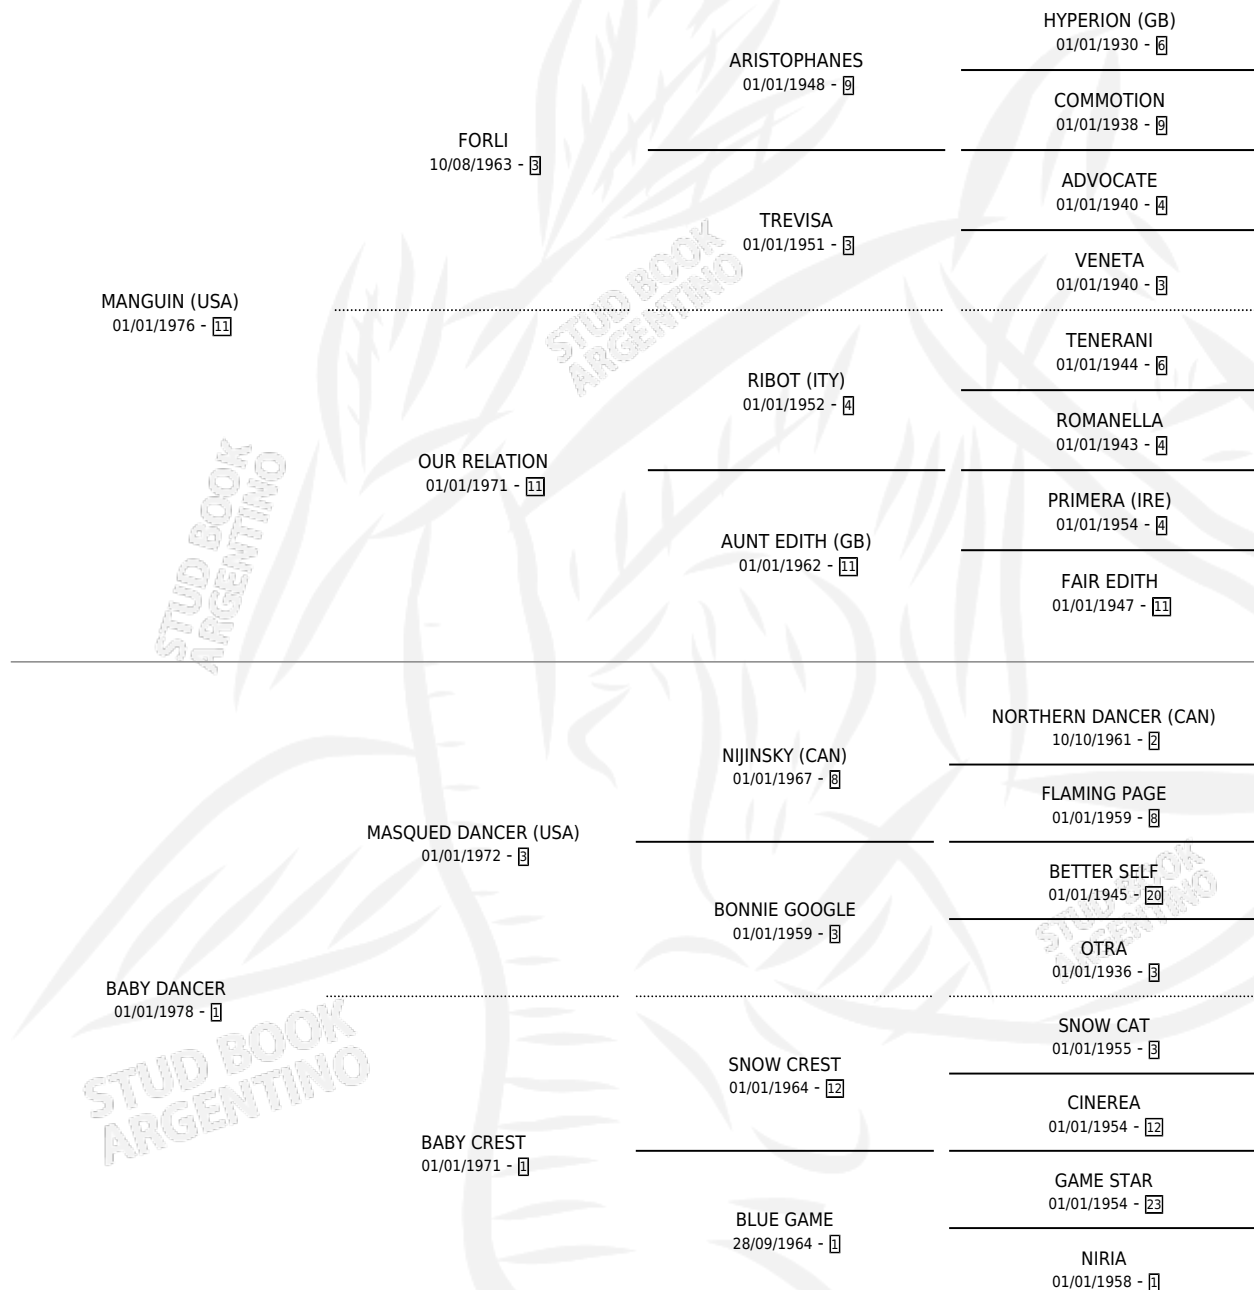 HYPERION (GB)
01/01/1930 - 6
ARISTOPHANES
01/01/1948 - 9
COMMOTION
01/01/1938 - 9
FORLI
10/08/1963 - 3
ADVOCATE
01/01/1940 - 4
TREVISA
01/01/1951 - 3
VENETA
01/01/1940 - 3
MANGUIN (USA)
01/01/1976 - 11
TENERANI
01/01/1944 - 6
RIBOT (ITY)
01/01/1952 - 4
ROMANELLA
01/01/1943 - 4
OUR RELATION
01/01/1971 - 11
PRIMERA (IRE)
01/01/1954 - 4
AUNT EDITH (GB)
01/01/1962 - 11
FAIR EDITH
01/01/1947 - 11
NORTHERN DANCER (CAN)
10/10/1961 - 2
NIJINSKY (CAN)
01/01/1967 - 8
FLAMING PAGE
01/01/1959 - 8
MASQUED DANCER (USA)
01/01/1972 - 3
BETTER SELF
01/01/1945 - 20
BONNIE GOOGLE
01/01/1959 - 3
OTRA
01/01/1936 - 3
BABY DANCER
01/01/1978 - 1
SNOW CAT
01/01/1955 - 3
SNOW CREST
01/01/1964 - 12
CINEREA
01/01/1954 - 12
BABY CREST
01/01/1971 - 1
GAME STAR
01/01/1954 - 23
BLUE GAME
28/09/1964 - 1
NIRIA
01/01/1958 - 1
STUD BOOK
ARGENTINO
STUD BOOK
ARGENTINO
STUD BOOK
ARGENTINO
STUD BOOK
ARGENTINO